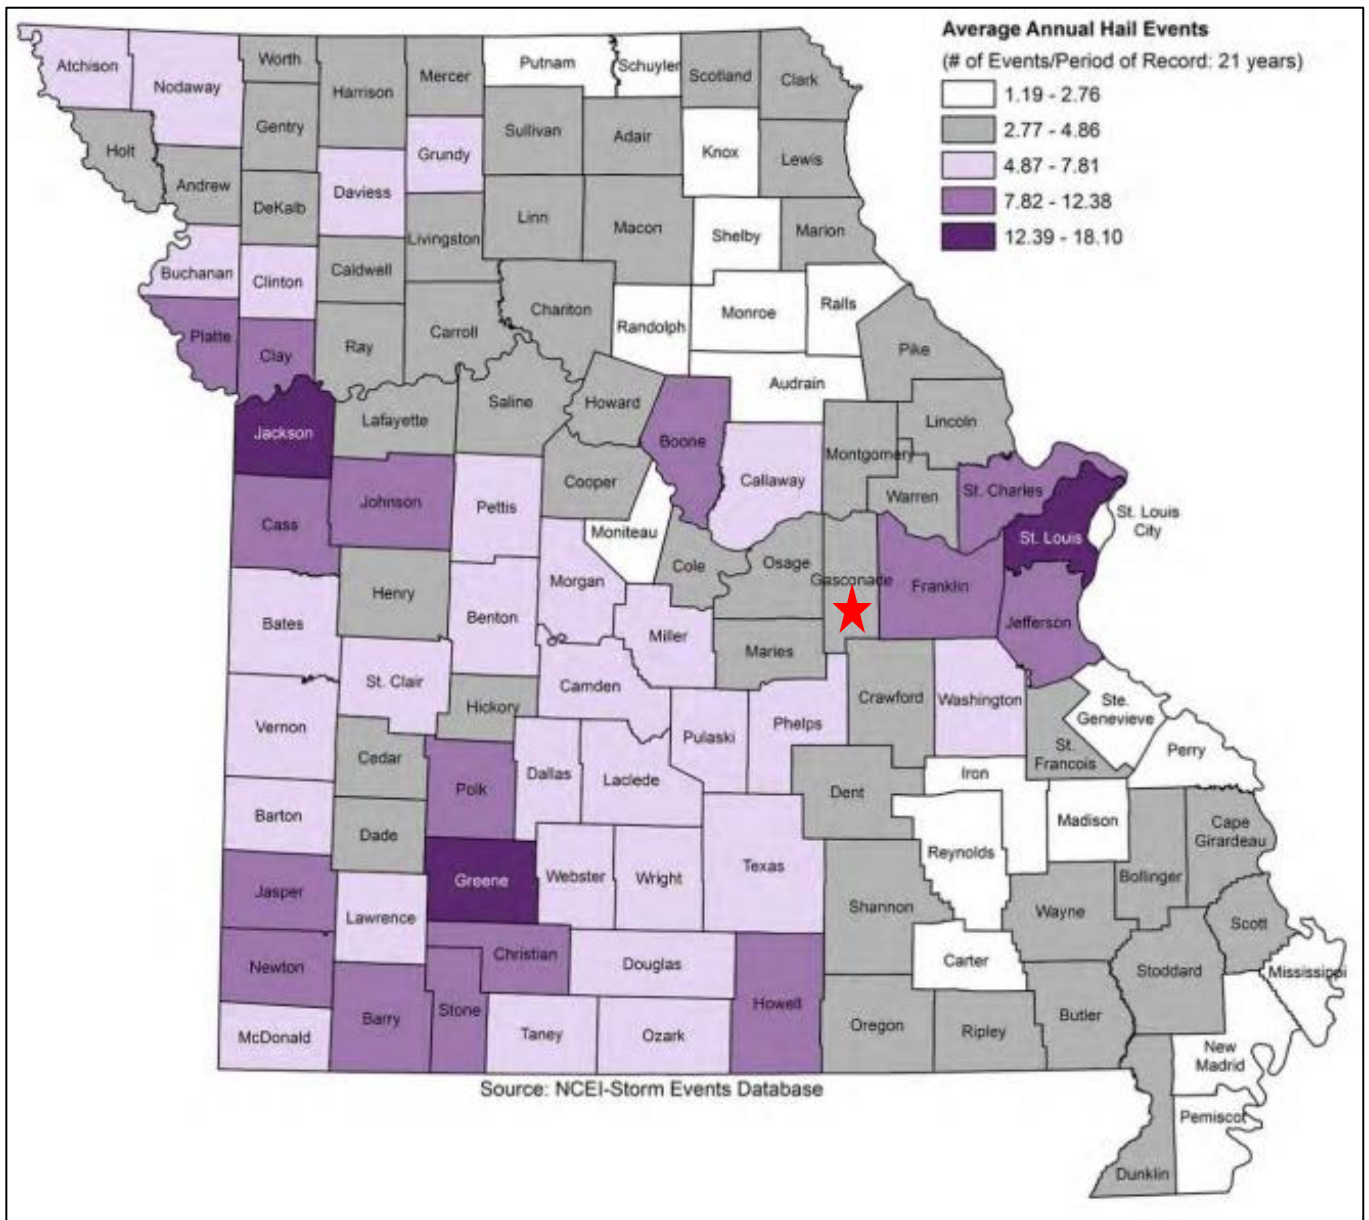 Average Annual Hail Events
(# of Events/Period of Record: 21 years)
1.19 - 2.76
2.77 - 4.86
4.87 - 7.81
7.82 - 12.38
12.39 - 18.10
Atchison
Nodaway
Worth
Harrison
Mercer
Putnam
Schuyler
Scotland
Clark
Holt
Gentry
Sullivan
Adair
Knox
Lewis
Andrew
DeKalb
Daviess
Grundy
Linn
Macon
Shelby
Marion
Buchanan
Clinton
Caldwell
Livingston
Chariton
Randolph
Monroe
Ralls
Platte
Clay
Ray
Carroll
Pike
Audrain
Jackson
Lafayette
Saline
Howard
Boone
Lincoln
Montgomery
Callaway
Cooper
Warren
St. Charles
Cass
Johnson
Pettis
Moniteau
St. Louis
City
St. Louis
Henry
Morgan
Cole
Osage
Gasconade
Franklin
Bates
Benton
Miller
Maries
Jefferson
St. Clair
Camden
Crawford
Washington
Ste.
Genevieve
Vernon
Hickory
Pulaski
Phelps
St.
Francois
Perry
Cedar
Polk
Dallas
Laclede
Dent
Iron
Barton
Dade
Madison
Cape
Girardeau
Jasper
Greene
Webster
Wright
Texas
Reynolds
Bollinger
Lawrence
Shannon
Wayne
Scott
Newton
Christian
Douglas
Carter
Stoddard
Mississippi
McDonald
Barry
Stone
Taney
Ozark
Howell
Oregon
Ripley
Butler
New
Madrid
Source: NCEI-Storm Events Database
Pemiscot
Dunklin